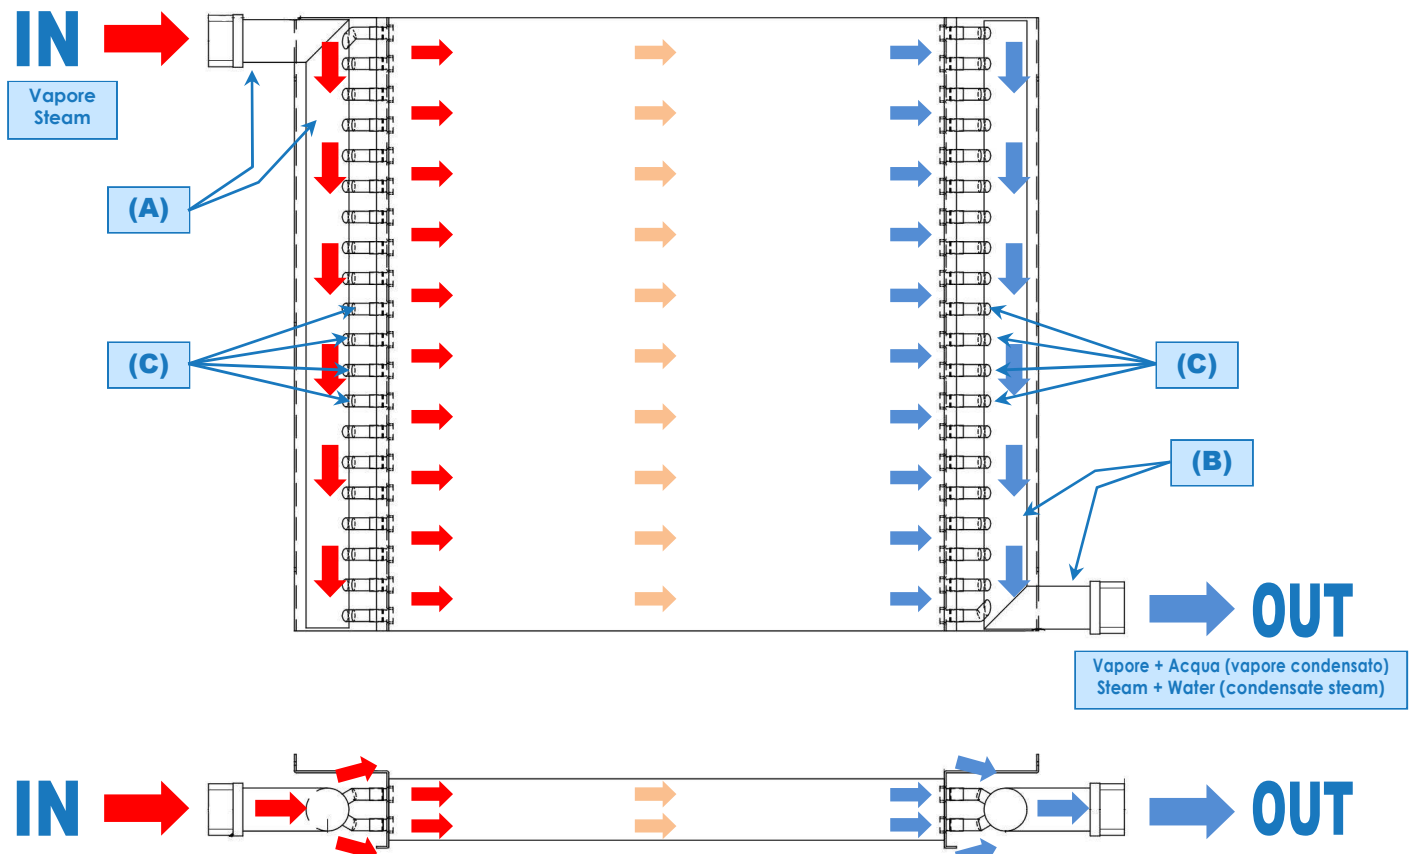 IN
Vapore
Steam
(A)
(C)
(C)
(B)
OUT
Vapore + Acqua (vapore condensato)
Steam + Water (condensate steam)
IN
OUT